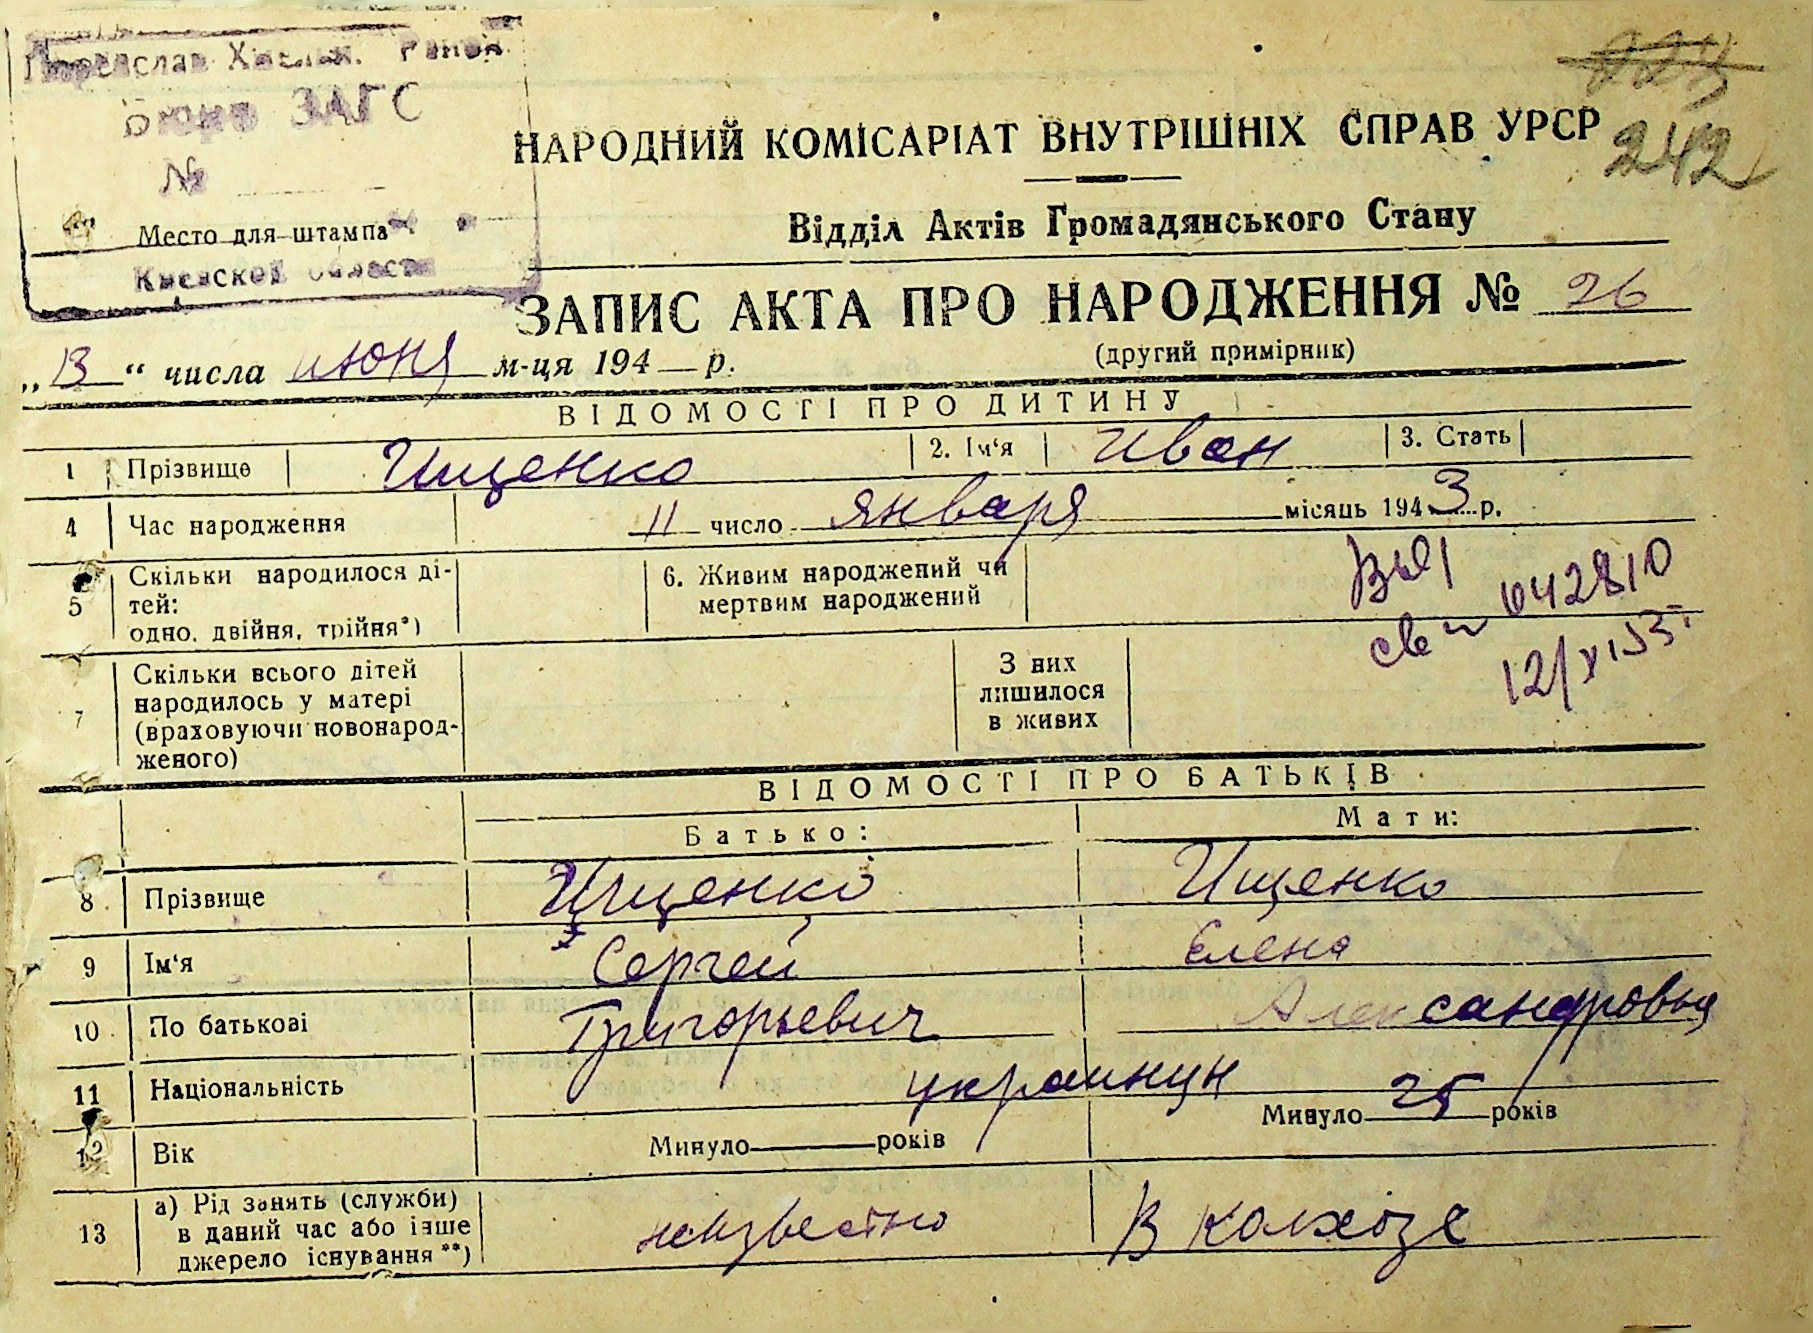 Переяслав Хмельн. Район
Бюро ЗАГС
№
Место для штампа
Киевской области
223
242
НАРОДНИЙ КОМІСАРІАТ ВНУТРІШНІХ СПРАВ УРСР
Відділ Актів Громадянського Стану
ЗАПИС АКТА ПРО НАРОДЖЕННЯ № 26
(другий примірник)
„13“ числа июня м-ця 194 р.
ВІДОМОСТІ ПРО ДИТИНУ
1 Прізвище Ищенко 2. Ім‘я Иван 3. Стать
4 Час народження 11 число января місяць 1943 р.
5 Скільки народилося ді-
тей:
одно, двійня, трійня*)
6. Живим народжений чи
мертвим народжений
св 042810
12/XI 53
7 Скільки всього дітей
народилось у матері
(враховуючи новонарод-
женого)
З них
лишилося
в живих
ВІДОМОСТІ ПРО БАТЬКІВ
Батько: Мати:
8 Прізвище Ищенко Ищенко
9 Ім‘я Сергей Елена
10 По батькові Григорьевич Александровна
11 Національність украинцы
12 Вік Минуло років Минуло 25 років
13 а) Рід занять (служби)
в даний час або інше
джерело існування**)
неизвестно В колхозе